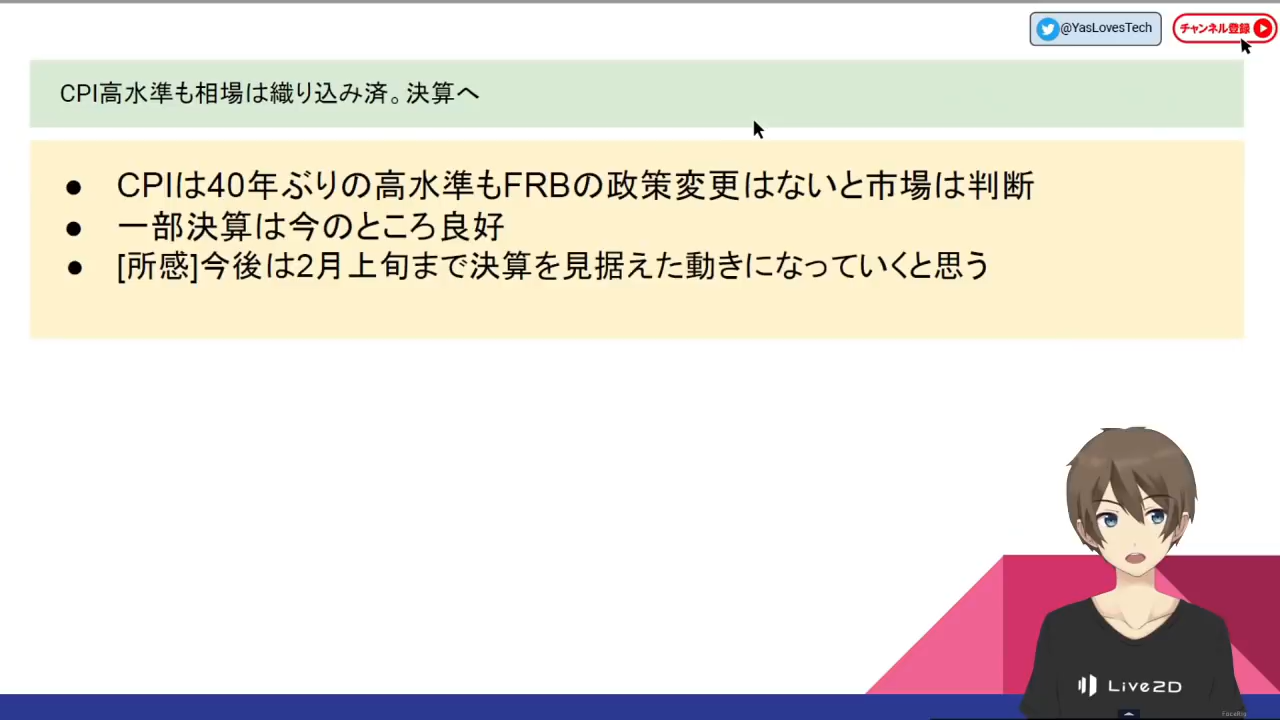 @YasLovesTech
チャンネル登録
CPI高水準も相場は織り込み済。決算へ
● CPIは40年ぶりの高水準もFRBの政策変更はないと市場は判断
● 一部決算は今のところ良好
● [所感]今後は2月上旬まで決算を見据えた動きになっていくと思う
Live2D
FaceRig